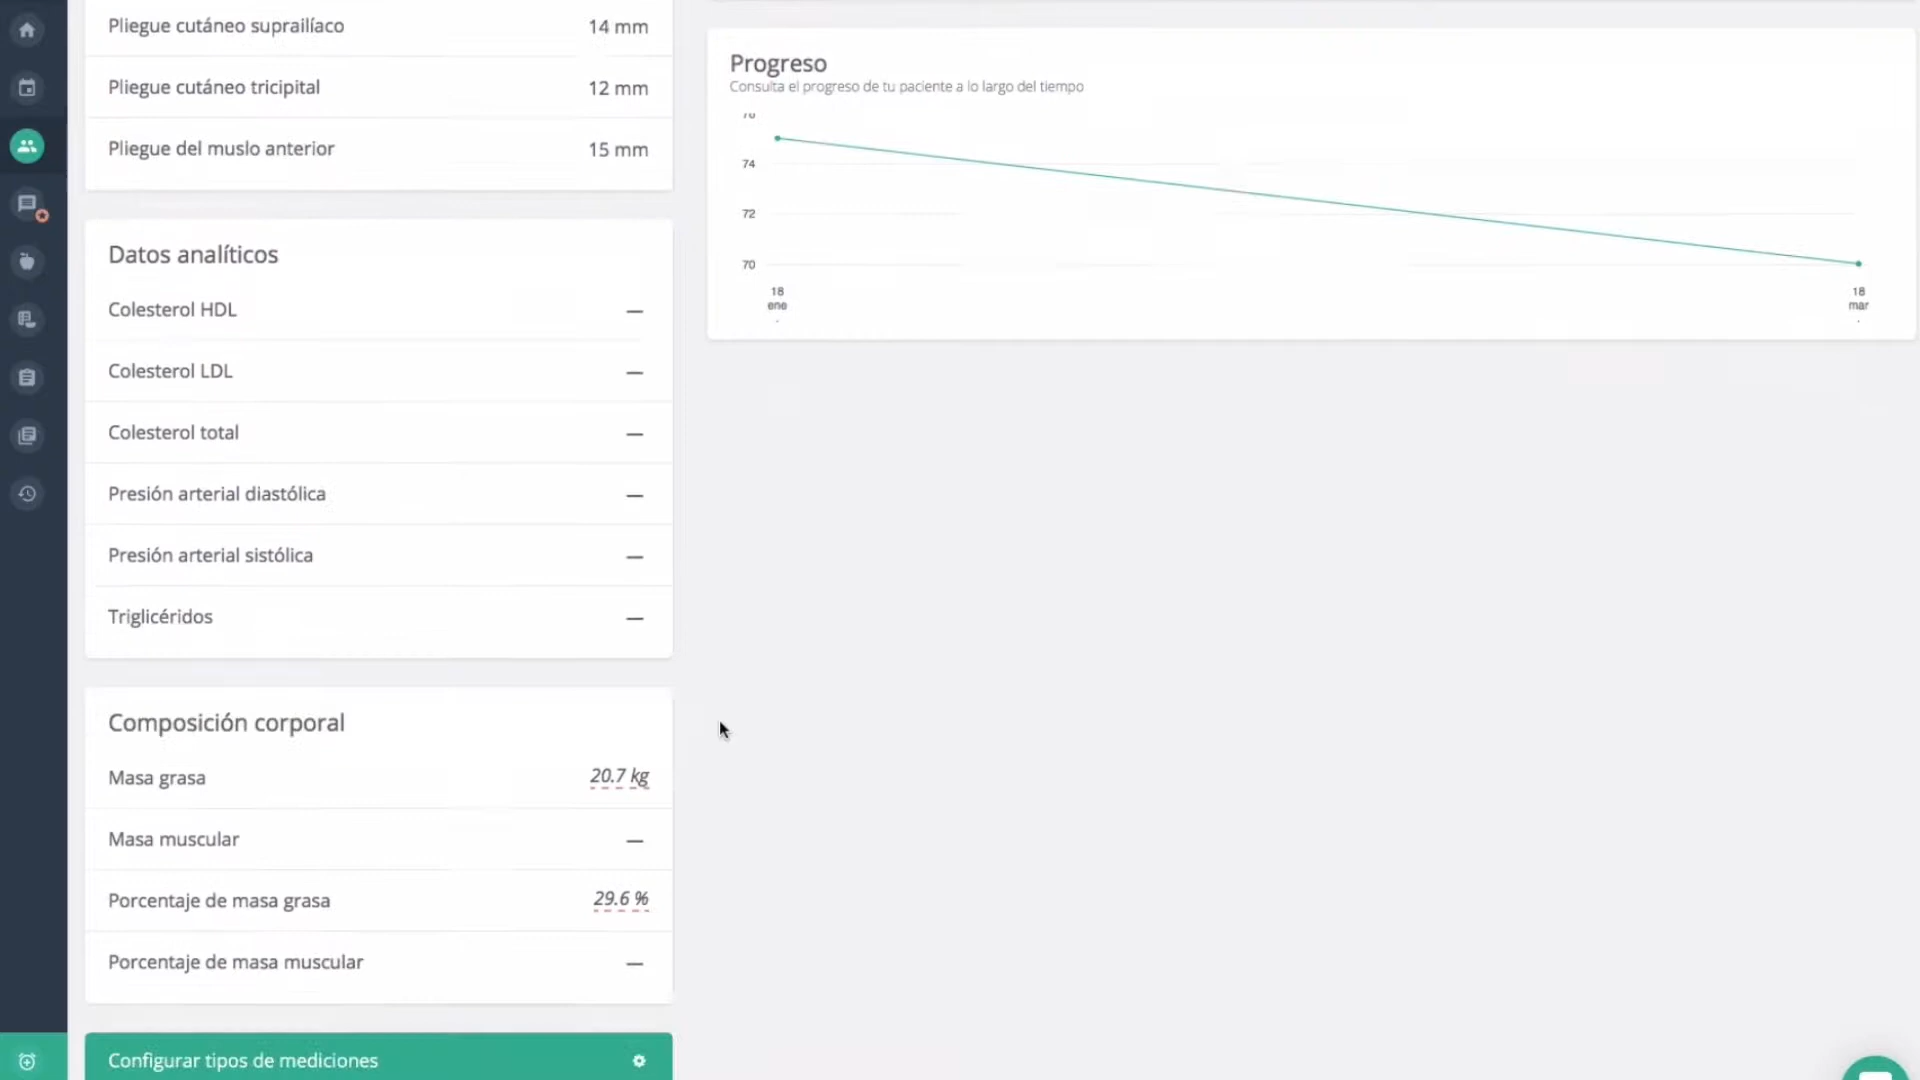 Pliegue cutáneo suprailíaco 14 mm
Pliegue cutáneo tricipital 12 mm
Pliegue del muslo anterior 15 mm
Datos analíticos
Colesterol HDL —
Colesterol LDL —
Colesterol total —
Presión arterial diastólica —
Presión arterial sistólica —
Triglicéridos —
Composición corporal
Masa grasa 20.7 kg
Masa muscular —
Porcentaje de masa grasa 29.6 %
Porcentaje de masa muscular —
Configurar tipos de mediciones
Progreso
Consulta el progreso de tu paciente a lo largo del tiempo
74
72
70
18 18
ene mar
. .